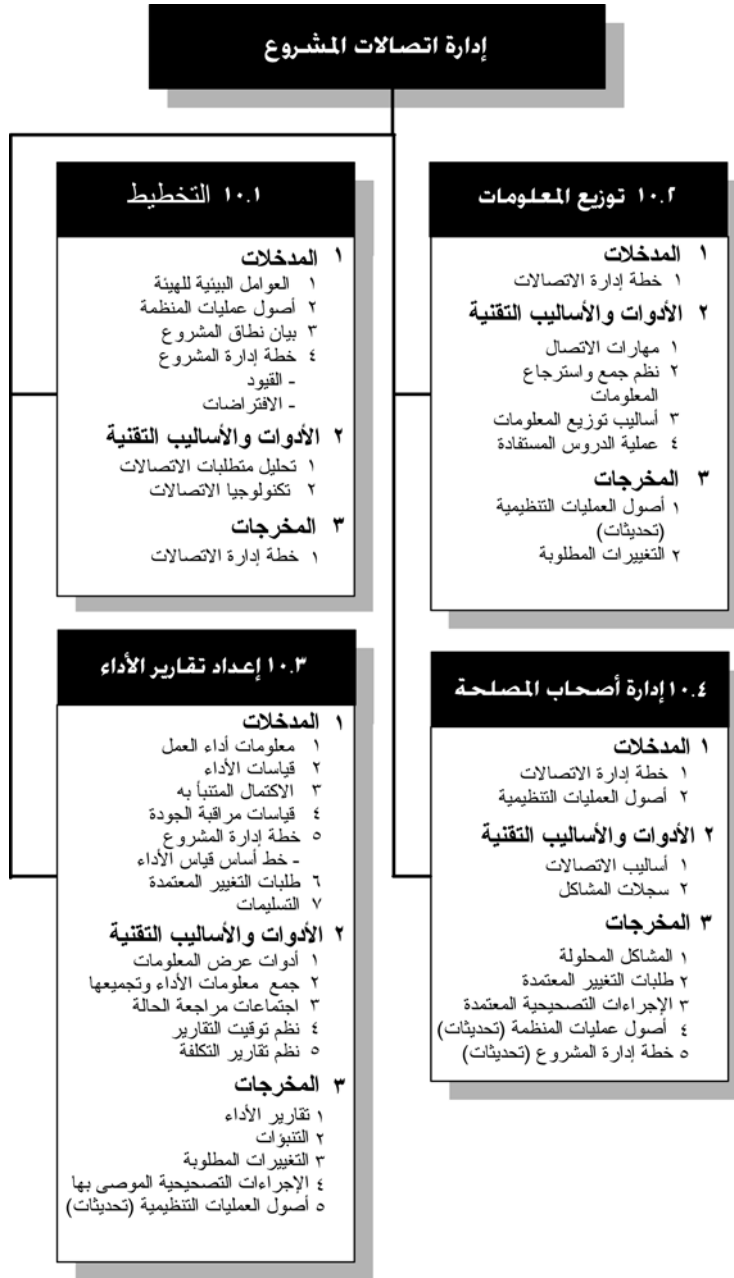 إدارة اتصالات المشروع
١٠.١ التخطيط
١ المدخلات
١ العوامل البيئية للهيئة
٢ أصول عمليات المنظمة
٣ بيان نطاق المشروع
٤ خطة إدارة المشروع
- القيود
- الافتراضات
٢ الأدوات والأساليب التقنية
١ تحليل متطلبات الاتصالات
٢ تكنولوجيا الاتصالات
٣ المخرجات
١ خطة إدارة الاتصالات
١٠.٢ توزيع المعلومات
١ المدخلات
١ خطة إدارة الاتصالات
٢ الأدوات والأساليب التقنية
١ مهارات الاتصال
٢ نظم جمع واسترجاع
المعلومات
٣ أساليب توزيع المعلومات
٤ عملية الدروس المستفادة
٣ المخرجات
١ أصول العمليات التنظيمية
(تحديثات)
٢ التغييرات المطلوبة
١٠.٣ إعداد تقارير الأداء
١ المدخلات
١ معلومات أداء العمل
٢ قياسات الأداء
٣ الاكتمال المتنبأ به
٤ قياسات مراقبة الجودة
٥ خطة إدارة المشروع
- خط أساس قياس الأداء
٦ طلبات التغيير المعتمدة
٧ التسليمات
٢ الأدوات والأساليب التقنية
١ أدوات عرض المعلومات
٢ جمع معلومات الأداء وتجميعها
٣ اجتماعات مراجعة الحالة
٤ نظم توقيت التقارير
٥ نظم تقارير التكلفة
٣ المخرجات
١ تقارير الأداء
٢ التنبؤات
٣ التغييرات المطلوبة
٤ الإجراءات التصحيحية الموصى بها
٥ أصول العمليات التنظيمية (تحديثات)
١٠.٤ إدارة أصحاب المصلحة
١ المدخلات
١ خطة إدارة الاتصالات
٢ أصول العمليات التنظيمية
٢ الأدوات والأساليب التقنية
١ أساليب الاتصالات
٢ سجلات المشاكل
٣ المخرجات
١ المشاكل المحلولة
٢ طلبات التغيير المعتمدة
٣ الإجراءات التصحيحية المعتمدة
٤ أصول عمليات المنظمة (تحديثات)
٥ خطة إدارة المشروع (تحديثات)